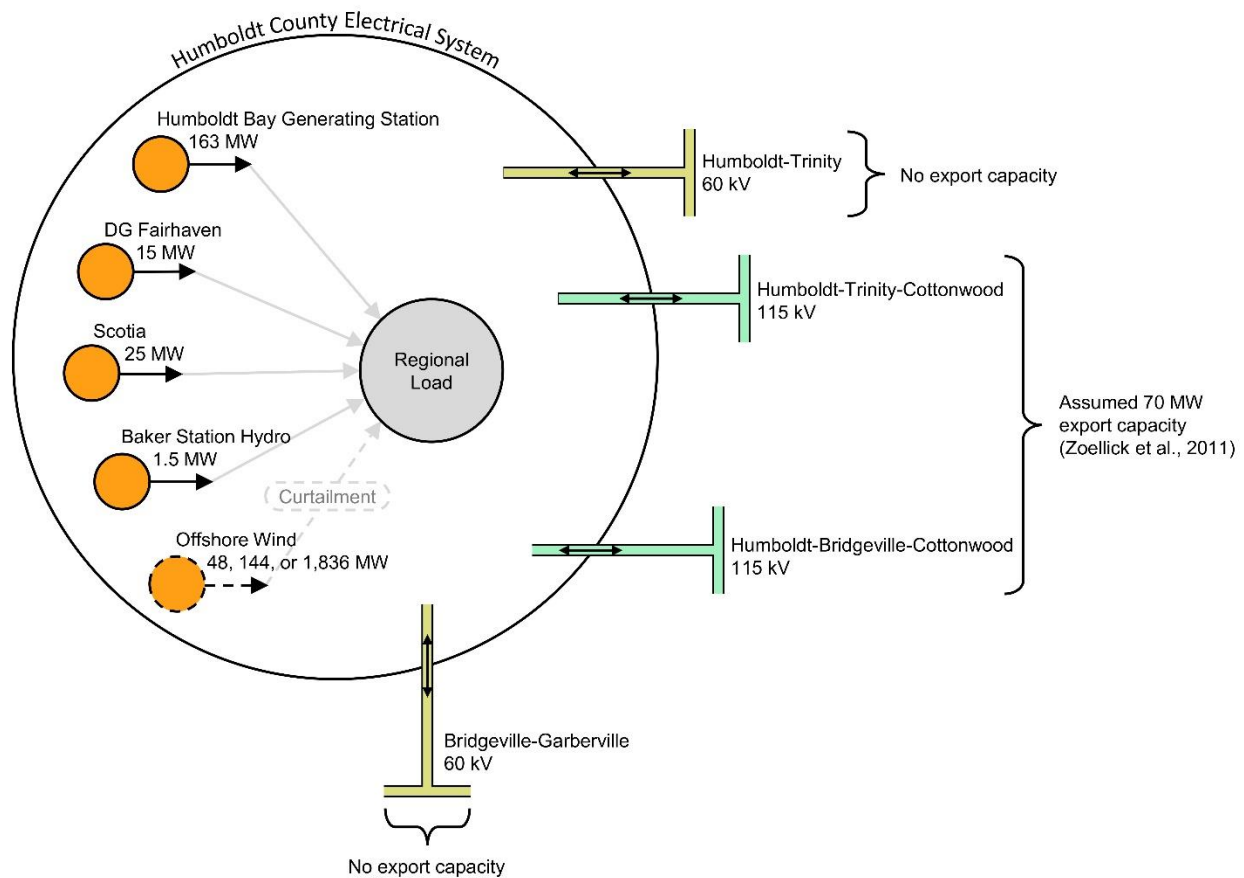 Humboldt County Electrical System
Humboldt Bay Generating Station
163 MW
DG Fairhaven
15 MW
Scotia
25 MW
Baker Station Hydro
1.5 MW
Curtailment
Offshore Wind
48, 144, or 1,836 MW
Regional
Load
Humboldt-Trinity
60 kV
No export capacity
Humboldt-Trinity-Cottonwood
115 kV
Assumed 70 MW
export capacity
(Zoellick et al., 2011)
Humboldt-Bridgeville-Cottonwood
115 kV
Bridgeville-Garberville
60 kV
No export capacity